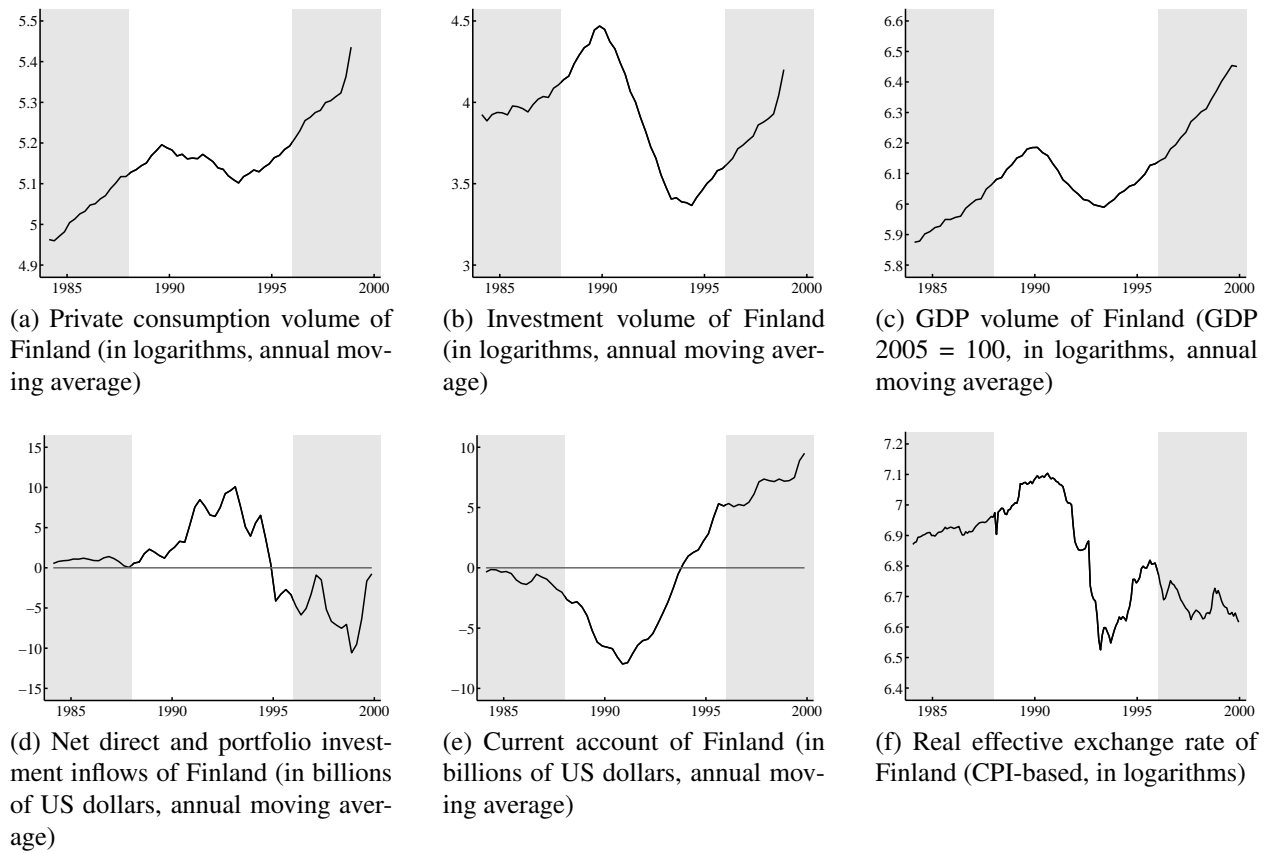 5.5
5.4
5.3
5.2
5.1
5
4.9
1985 1990 1995 2000
(a) Private consumption volume of
Finland (in logarithms, annual mov-
ing average)
4.5
4
3.5
3
1985 1990 1995 2000
(b) Investment volume of Finland
(in logarithms, annual moving aver-
age)
6.6
6.5
6.4
6.3
6.2
6.1
6
5.9
5.8
1985 1990 1995 2000
(c) GDP volume of Finland (GDP
2005 = 100, in logarithms, annual
moving average)
15
10
5
0
−5
−10
−15
1985 1990 1995 2000
(d) Net direct and portfolio invest-
ment inflows of Finland (in billions
of US dollars, annual moving aver-
age)
10
5
0
−5
−10
1985 1990 1995 2000
(e) Current account of Finland (in
billions of US dollars, annual mov-
ing average)
7.2
7.1
7
6.9
6.8
6.7
6.6
6.5
6.4
1985 1990 1995 2000
(f) Real effective exchange rate of
Finland (CPI-based, in logarithms)